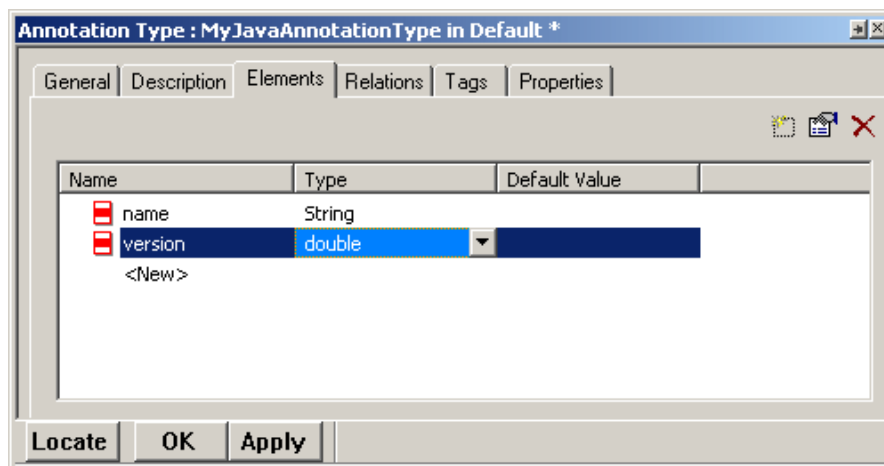 Annotation Type : MyJavaAnnotationType in Default *
General Description Elements Relations Tags Properties
Name Type Default Value
name String
version double
<New>
Locate OK Apply